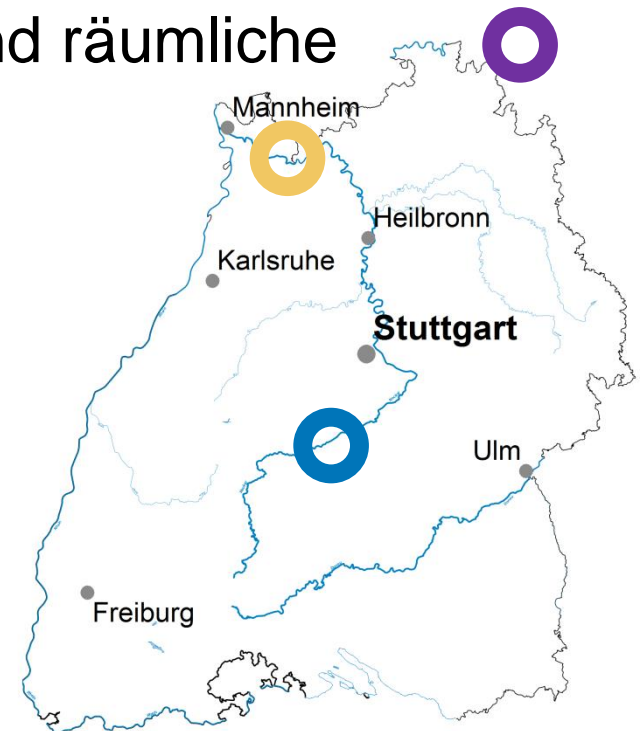 nd räumliche
Mannheim
Heilbronn
Karlsruhe
Stuttgart
Ulm
Freiburg